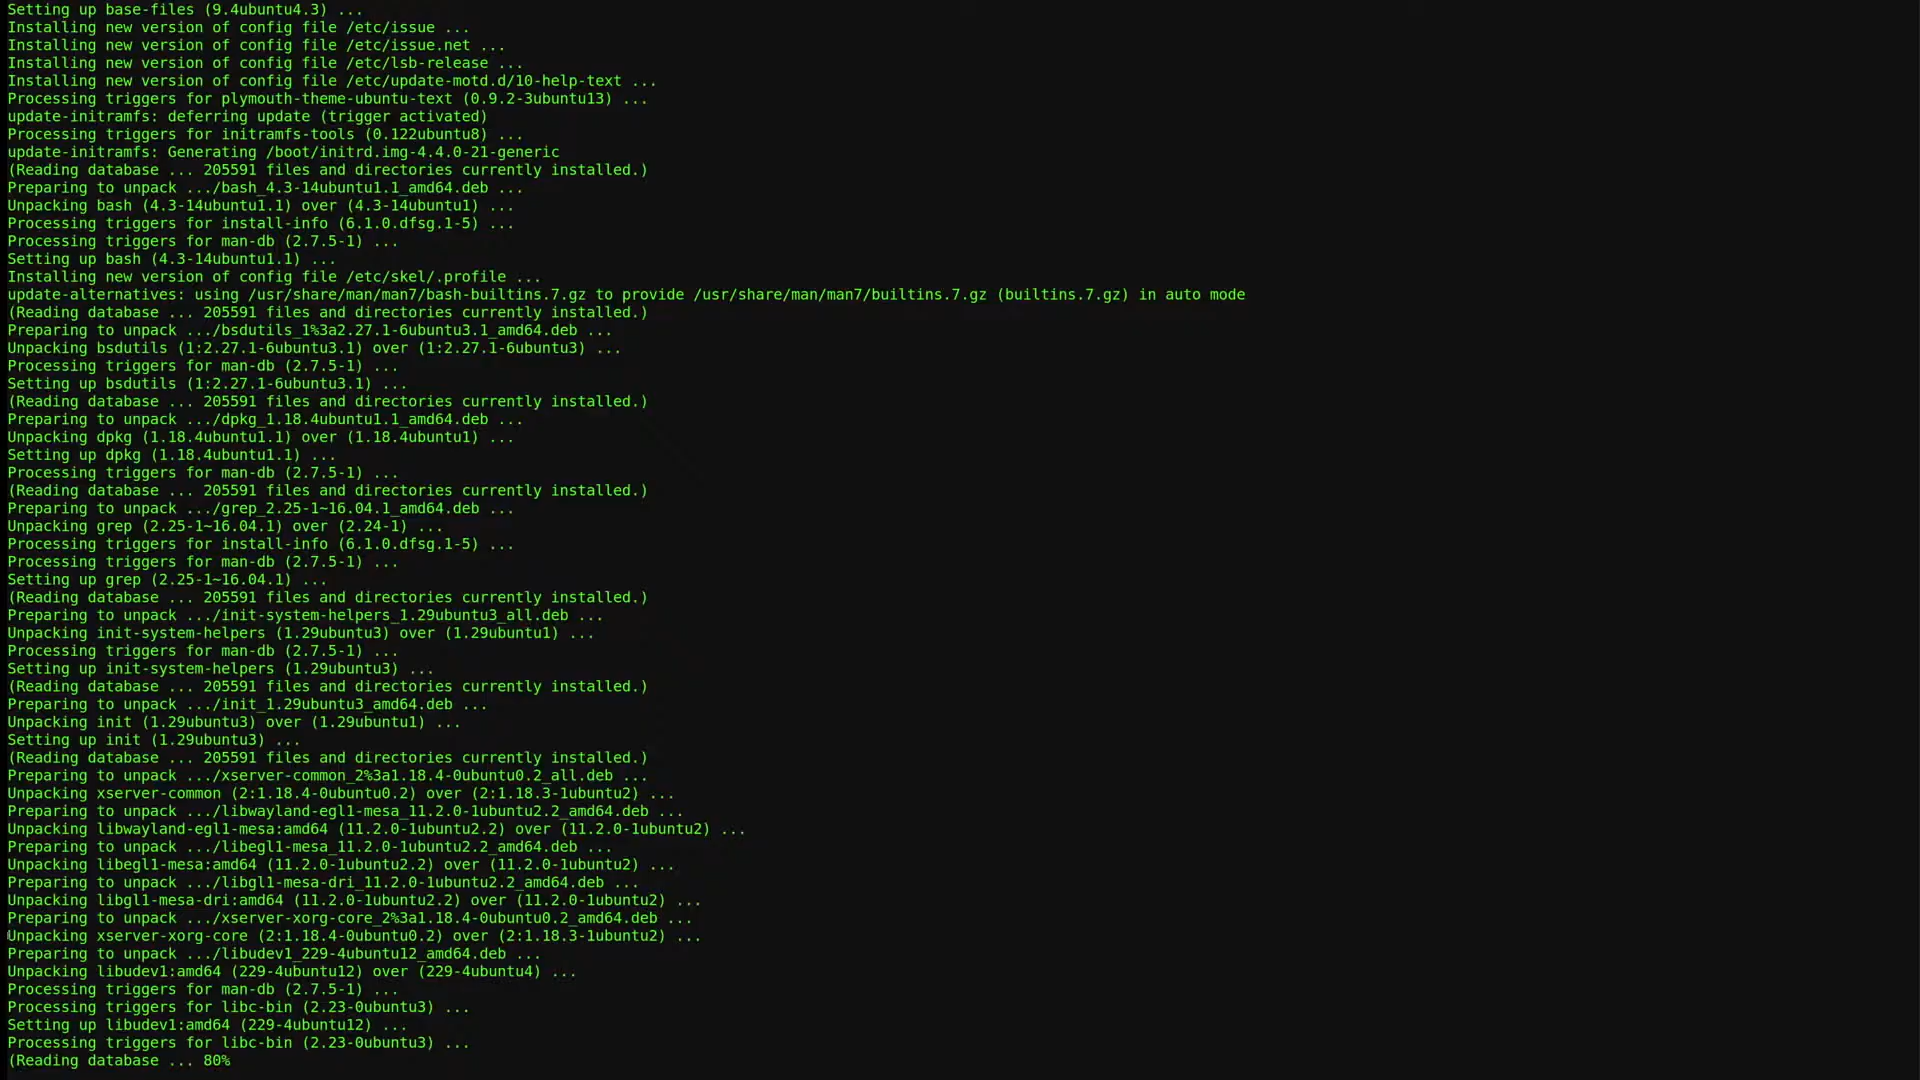 Setting up base-files (9.4ubuntu4.3) ...
Installing new version of config file /etc/issue ...
Installing new version of config file /etc/issue.net ...
Installing new version of config file /etc/lsb-release ...
Installing new version of config file /etc/update-motd.d/10-help-text ...
Processing triggers for plymouth-theme-ubuntu-text (0.9.2-3ubuntu13) ...
update-initramfs: deferring update (trigger activated)
Processing triggers for initramfs-tools (0.122ubuntu8) ...
update-initramfs: Generating /boot/initrd.img-4.4.0-21-generic
(Reading database ... 205591 files and directories currently installed.)
Preparing to unpack .../bash_4.3-14ubuntu1.1_amd64.deb ...
Unpacking bash (4.3-14ubuntu1.1) over (4.3-14ubuntu1) ...
Processing triggers for install-info (6.1.0.dfsg.1-5) ...
Processing triggers for man-db (2.7.5-1) ...
Setting up bash (4.3-14ubuntu1.1) ...
Installing new version of config file /etc/skel/.profile ...
update-alternatives: using /usr/share/man/man7/bash-builtins.7.gz to provide /usr/share/man/man7/builtins.7.gz (builtins.7.gz) in auto mode
(Reading database ... 205591 files and directories currently installed.)
Preparing to unpack .../bsdutils_1%3a2.27.1-6ubuntu3.1_amd64.deb ...
Unpacking bsdutils (1:2.27.1-6ubuntu3.1) over (1:2.27.1-6ubuntu3) ...
Processing triggers for man-db (2.7.5-1) ...
Setting up bsdutils (1:2.27.1-6ubuntu3.1) ...
(Reading database ... 205591 files and directories currently installed.)
Preparing to unpack .../dpkg_1.18.4ubuntu1.1_amd64.deb ...
Unpacking dpkg (1.18.4ubuntu1.1) over (1.18.4ubuntu1) ...
Setting up dpkg (1.18.4ubuntu1.1) ...
Processing triggers for man-db (2.7.5-1) ...
(Reading database ... 205591 files and directories currently installed.)
Preparing to unpack .../grep_2.25-1~16.04.1_amd64.deb ...
Unpacking grep (2.25-1~16.04.1) over (2.24-1) ...
Processing triggers for install-info (6.1.0.dfsg.1-5) ...
Processing triggers for man-db (2.7.5-1) ...
Setting up grep (2.25-1~16.04.1) ...
(Reading database ... 205591 files and directories currently installed.)
Preparing to unpack .../init-system-helpers_1.29ubuntu3_all.deb ...
Unpacking init-system-helpers (1.29ubuntu3) over (1.29ubuntu1) ...
Processing triggers for man-db (2.7.5-1) ...
Setting up init-system-helpers (1.29ubuntu3) ...
(Reading database ... 205591 files and directories currently installed.)
Preparing to unpack .../init_1.29ubuntu3_amd64.deb ...
Unpacking init (1.29ubuntu3) over (1.29ubuntu1) ...
Setting up init (1.29ubuntu3) ...
(Reading database ... 205591 files and directories currently installed.)
Preparing to unpack .../xserver-common_2%3a1.18.4-0ubuntu0.2_all.deb ...
Unpacking xserver-common (2:1.18.4-0ubuntu0.2) over (2:1.18.3-1ubuntu2) ...
Preparing to unpack .../libwayland-egl1-mesa_11.2.0-1ubuntu2.2_amd64.deb ...
Unpacking libwayland-egl1-mesa:amd64 (11.2.0-1ubuntu2.2) over (11.2.0-1ubuntu2) ...
Preparing to unpack .../libegl1-mesa_11.2.0-1ubuntu2.2_amd64.deb ...
Unpacking libegl1-mesa:amd64 (11.2.0-1ubuntu2.2) over (11.2.0-1ubuntu2) ...
Preparing to unpack .../libgl1-mesa-dri_11.2.0-1ubuntu2.2_amd64.deb ...
Unpacking libgl1-mesa-dri:amd64 (11.2.0-1ubuntu2.2) over (11.2.0-1ubuntu2) ...
Preparing to unpack .../xserver-xorg-core_2%3a1.18.4-0ubuntu0.2_amd64.deb ...
Unpacking xserver-xorg-core (2:1.18.4-0ubuntu0.2) over (2:1.18.3-1ubuntu2) ...
Preparing to unpack .../libudev1_229-4ubuntu12_amd64.deb ...
Unpacking libudev1:amd64 (229-4ubuntu12) over (229-4ubuntu4) ...
Processing triggers for man-db (2.7.5-1) ...
Processing triggers for libc-bin (2.23-0ubuntu3) ...
Setting up libudev1:amd64 (229-4ubuntu12) ...
Processing triggers for libc-bin (2.23-0ubuntu3) ...
(Reading database ... 80%